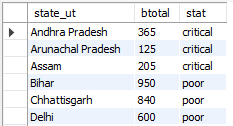 state_ut btotal stat
Andhra Pradesh 365 critical
Arunachal Pradesh 125 critical
Assam 205 critical
Bihar 950 poor
Chhattisgarh 840 poor
Delhi 600 poor